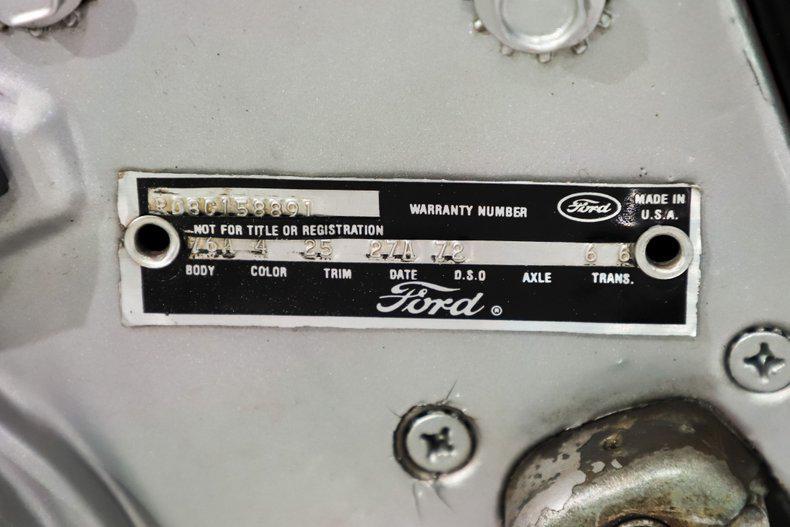 R08C158891 WARRANTY NUMBER Ford MADE IN
U.S.A.
NOT FOR TITLE OR REGISTRATION
76A 4 25 27A 72 6 6
BODY COLOR TRIM DATE D.S.O AXLE TRANS.
Ford ®